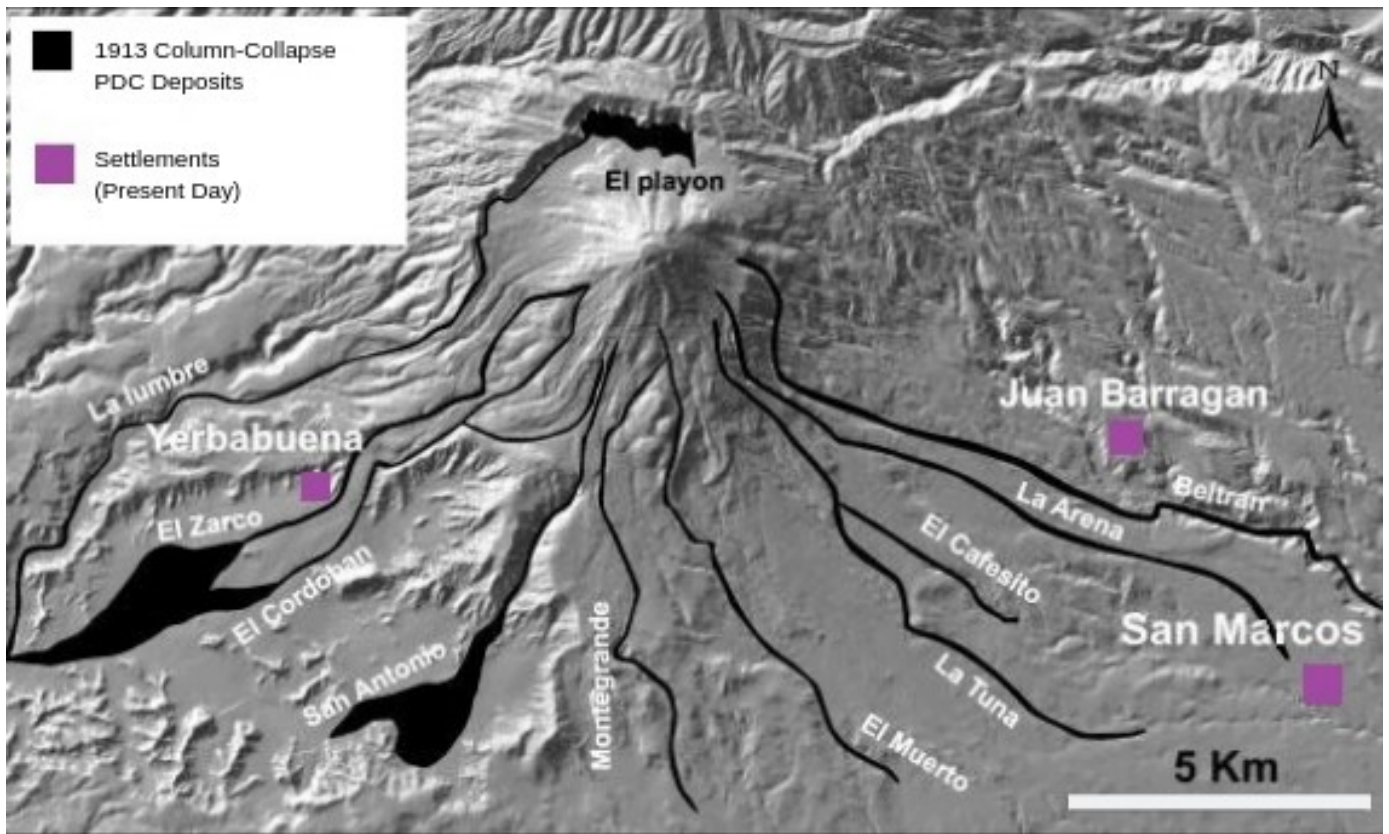 1913 Column-Collapse
PDC Deposits
Settlements
(Present Day)
N
El playon
La lumbre
Yerbabuena
Juan Barragan
El Zarco
La Arena
Beltran
El Cafesito
El Cordoban
San Antonio
Montegrande
San Marcos
La Tuna
El Muerto
5 Km